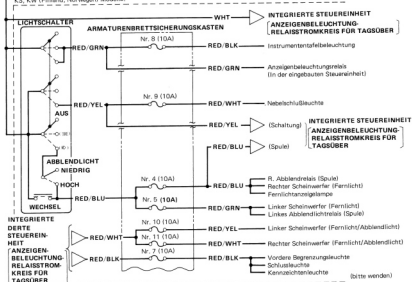 KS, KW (Finnland, Norwegen) Modelle:
LICHTSCHALTER
ARMATURENBRETTSICHERUNGSKASTEN
WHT
INTEGRIERTE STEUEREINHEIT
[ANZEIGENBELEUCHTUNG-
RELAISSTROMKREIS FÜR TAGSÜBER]
Nr. 8 (10A)
RED/GRN
RED/BLK
Instrumententafelbeleuchtung
RED/GRN
Anzeigenbeleuchtungsrelais
(In der eingebauten Steuereinheit)
Nr. 9 (10A)
RED/YEL
RED/WHT
Nebelschlußleuchte
AUS
RED/YEL
(Schaltung)
INTEGRIERTE STEUEREINHEIT
[ANZEIGENBELEUCHTUNG-
RELAISSTROMKREIS FÜR
TAGSÜBER]
RED/BLU
(Spule)
ABBLENDLICHT
NIEDRIG
HOCH
Nr. 4 (10A)
RED/BLU
R. Abblendrelais (Spule)
Rechter Scheinwerfer (Fernlicht)
Fernlichtanzeigelampe
RED/BLU
Nr. 5 (10A)
WECHSEL
RED/GRN
Linker Scheinwerfer (Fernlicht)
Linkes Abblendlichtrelais (Spule)
INTEGRIERTE
DERTE
STEUEREIN-
HEIT
[ANZEIGEN-
BELEUCHTUNG-
RELAISSTROM-
KREIS FÜR
TAGSÜBER
Nr. 10 (10A)
RED/YEL
Linker Scheinwerfer (Fernlicht/Abblendlicht)
RED/WHT
Nr. 11 (10A)
RED/WHT
Rechter Scheinwerfer (Fernlicht/Abblendlicht)
RED/BLK
Nr. 7 (10A)
RED/BLK
Vordere Begrenzungsleuchte
Schlussleuchte
Kennzeichtenleuchte
(bitte wenden)